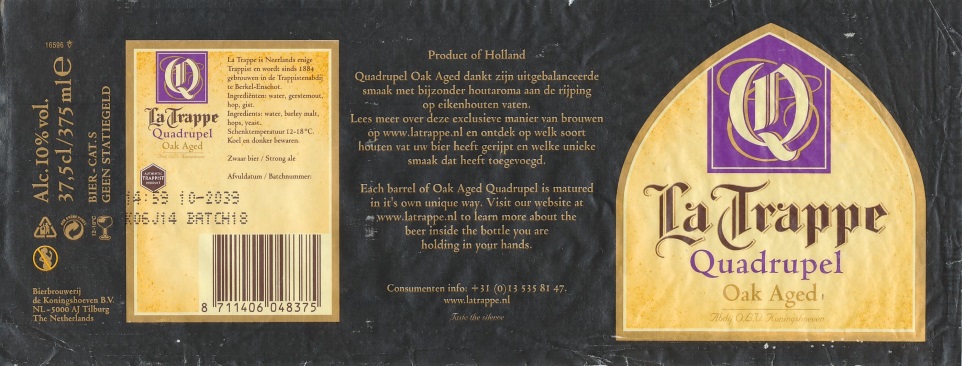 16596
Alc. 10% vol.
37,5 cl/375 ml e
BIER-CAT.S
GEEN STATIEGELD
Bierbrouwerij
de Koningshoeven B.V.
NL-5000 AJ Tilburg
The Netherlands
Q
La Trappe
Quadrupel
Oak Aged
AUTHENTIC
TRAPPIST
PRODUCT
La Trappe is Neerlands enige
Trappist en wordt sinds 1884
gebrouwen in de Trappistenabdij
te Berkel-Enschot.
Ingrediënten: water, gerstemout,
hop, gist.
Ingredients: water, barley malt,
hops, yeast.
Schenktemperatuur 12-18°C.
Koel en donker bewaren.
Zwaar bier / Strong ale
Afvuldatum / Batchnummer:
14:59 10-2039
K06J14 BATCH18
8 711406 048375
Product of Holland
Quadrupel Oak Aged dankt zijn uitgebalanceerde
smaak met bijzonder houtaroma aan de rijping
op eikenhouten vaten.
Lees meer over deze exclusieve manier van brouwen
op www.latrappe.nl en ontdek op welk soort
houten vat uw bier heeft gerijpt en welke unieke
smaak dat heeft toegevoegd.
Each barrel of Oak Aged Quadrupel is matured
in it's own unique way. Visit our website at
www.latrappe.nl to learn more about the
beer inside the bottle you are
holding in your hands.
Consumenten info: +31 (0)13 535 81 47.
www.latrappe.nl
Taste the silence
Q
La Trappe
Quadrupel
Oak Aged
Abdij O.L.V. Koningshoeven